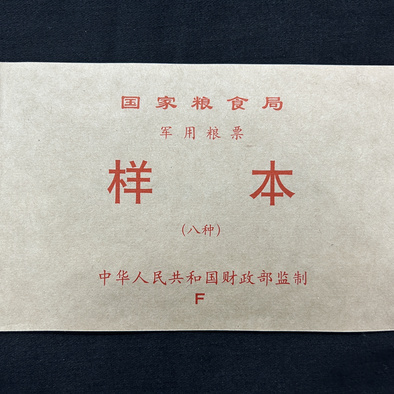 国家粮食局
军用粮票
样本
(八种)
中华人民共和国财政部监制
F